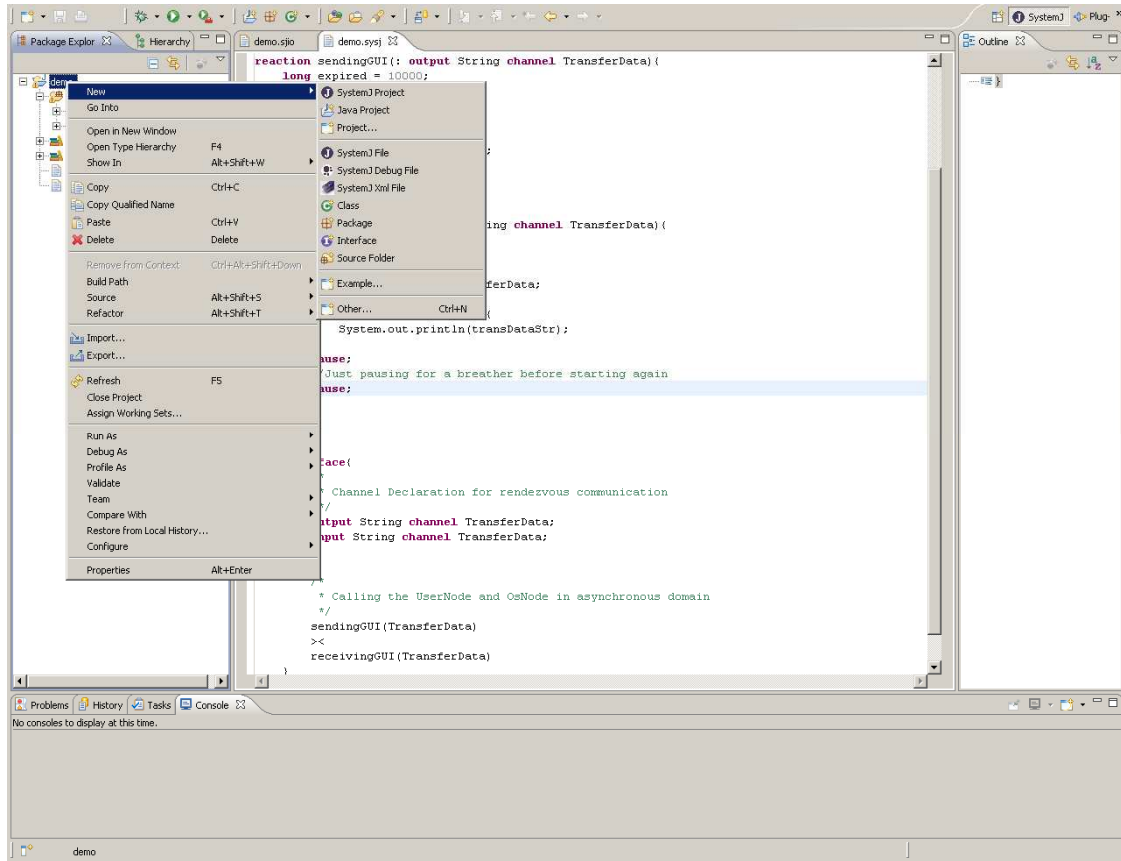 SystemJ Plug-
Package Explor Hierarchy demo.sjio demo.sysj Outline
reaction sendingGUI(: output String channel TransferData){
long expired = 10000;
}
New
Go Into
Open in New Window
Open Type Hierarchy F4
Show In Alt+Shift+W
Copy Ctrl+C
Copy Qualified Name
Paste Ctrl+V
Delete Delete
Remove from Context Ctrl+Alt+Shift+Down
Build Path
Source Alt+Shift+S
Refactor Alt+Shift+T
Import...
Export...
Refresh F5
Close Project
Assign Working Sets...
Run As
Debug As
Profile As
Validate
Team
Compare With
Restore from Local History...
Configure
Properties Alt+Enter
SystemJ Project
Java Project
Project...
SystemJ File
SystemJ Debug File
SystemJ Xml File
Class
Package
Interface
Source Folder
Example...
Other... Ctrl+N
;
ing channel TransferData){
ferData;
{
System.out.println(transDataStr);
ause;
/Just pausing for a breather before starting again
ause;
face{
*
* Channel Declaration for rendezvous communication
*/
utput String channel TransferData;
nput String channel TransferData;
/*
* Calling the UserNode and OsNode in asynchronous domain
*/
sendingGUI(TransferData)
><
receivingGUI(TransferData)
}
Problems History Tasks Console
No consoles to display at this time.
demo